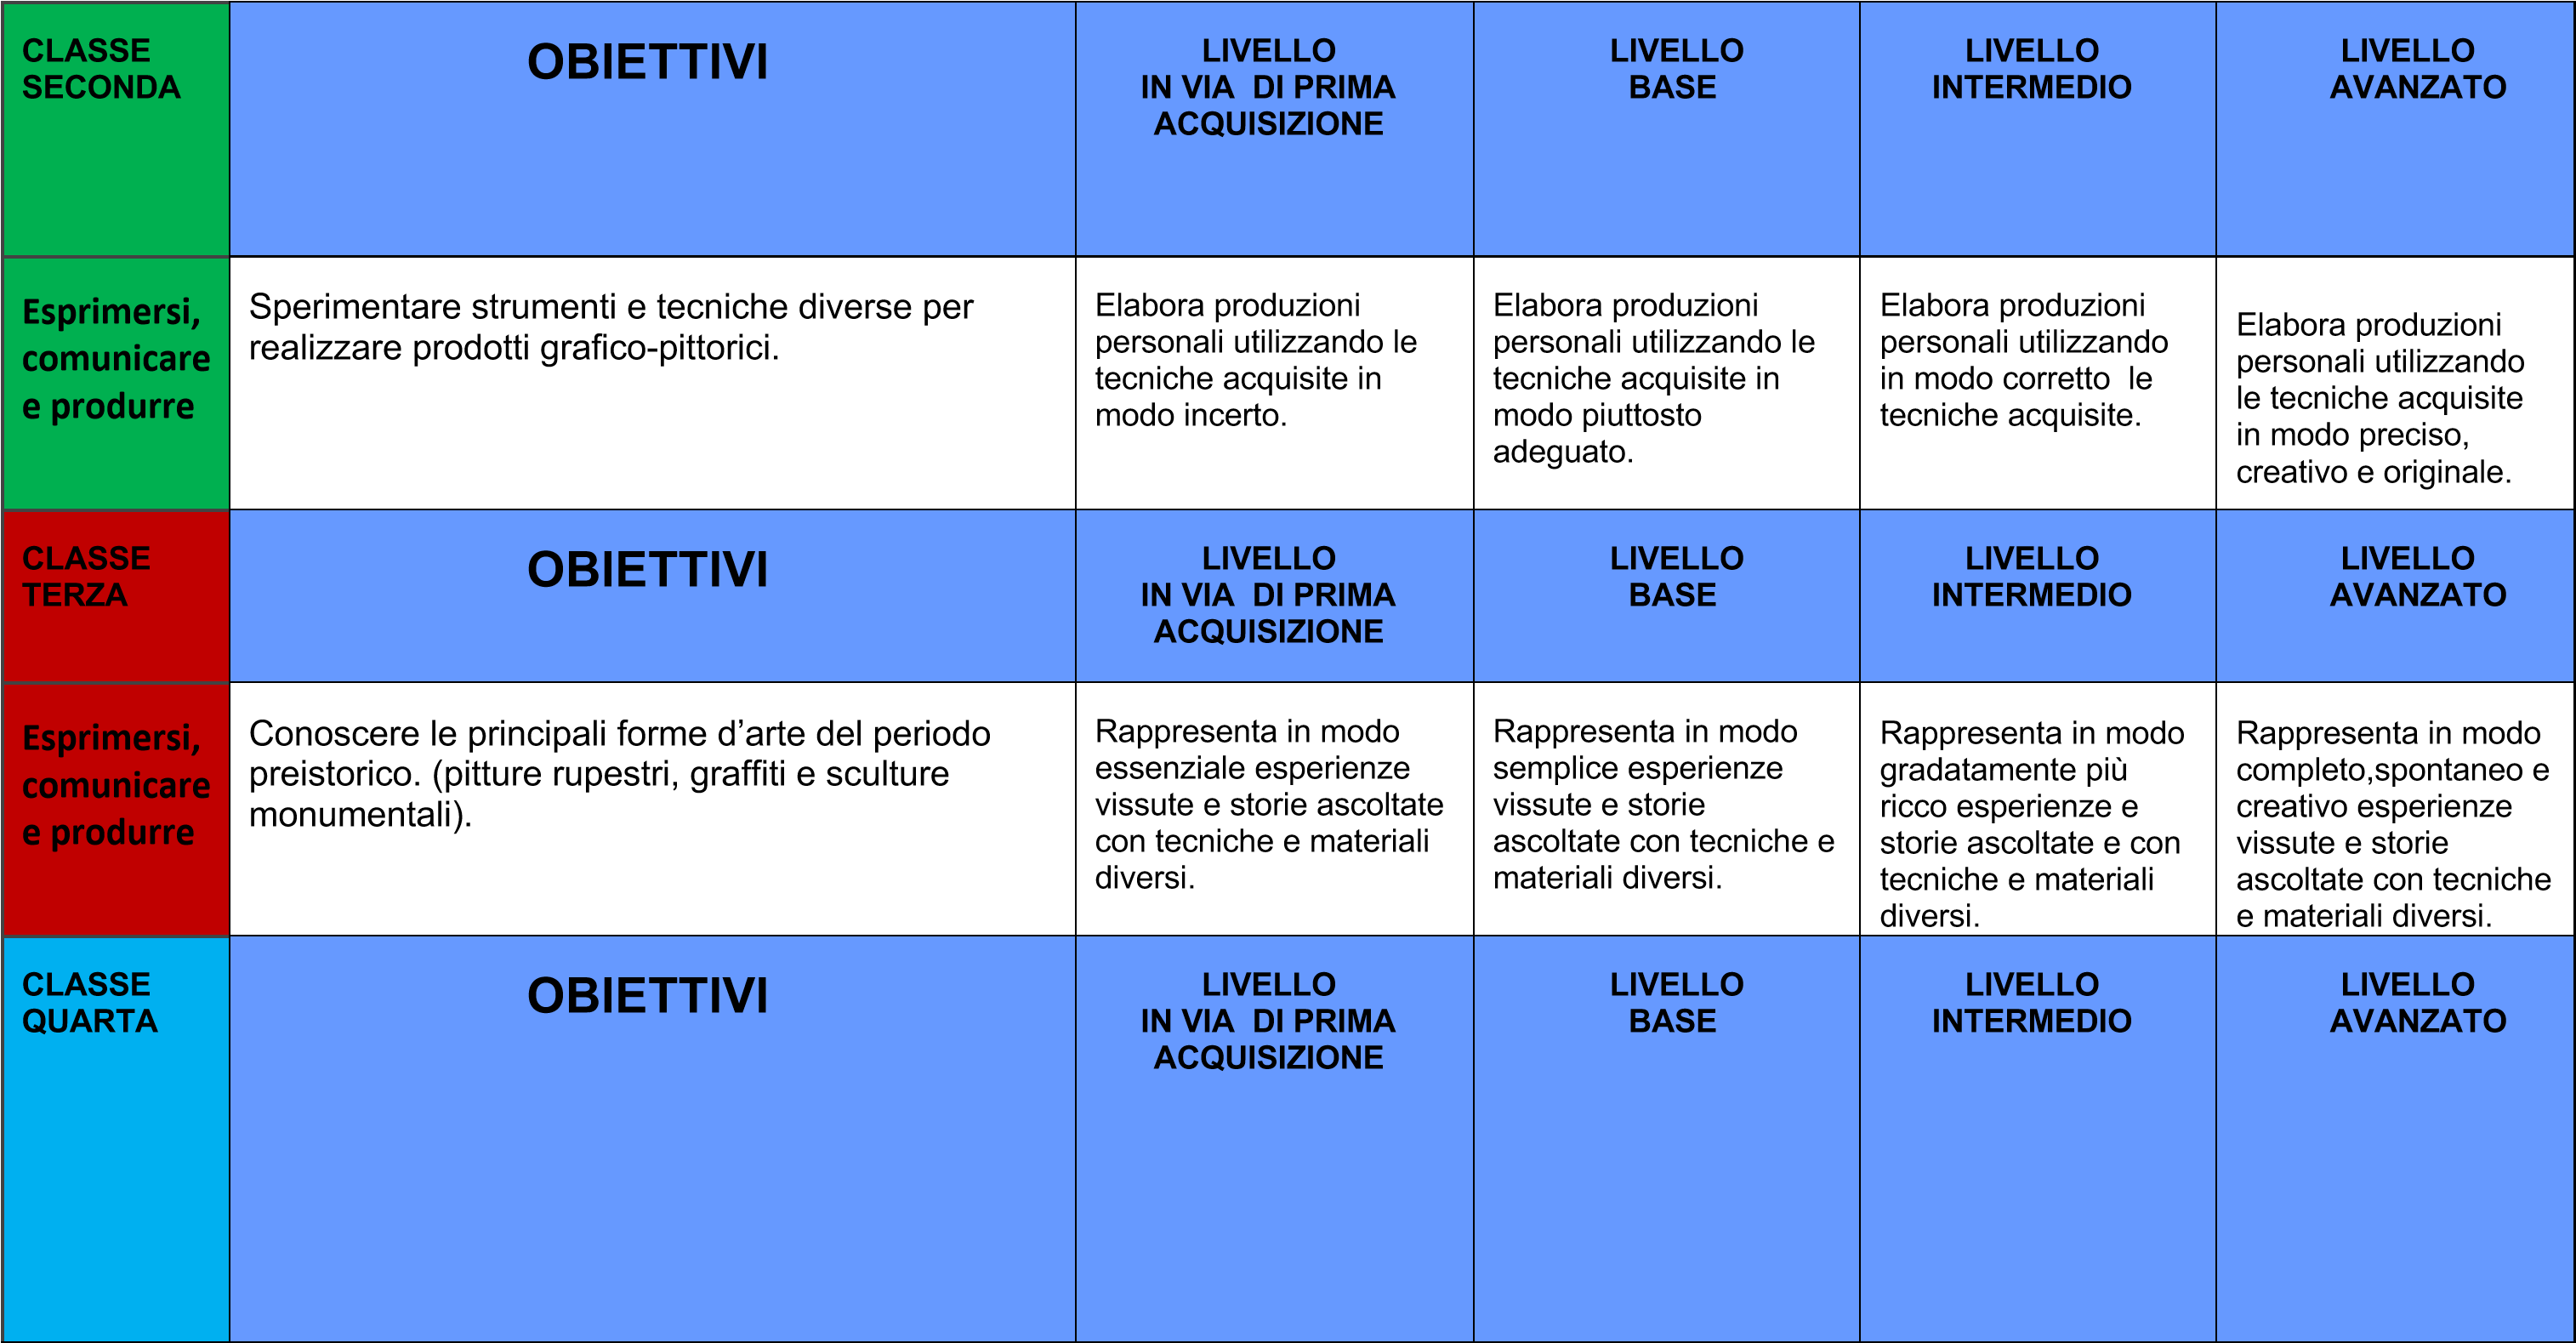 CLASSE
SECONDA
OBIETTIVI
LIVELLO
IN VIA  DI PRIMA
ACQUISIZIONE
LIVELLO
BASE
LIVELLO
INTERMEDIO
LIVELLO
AVANZATO
Esprimersi,
comunicare
e produrre
Sperimentare strumenti e tecniche diverse per
realizzare prodotti grafico-pittorici.
Elabora produzioni
personali utilizzando le
tecniche acquisite in
modo incerto.
Elabora produzioni
personali utilizzando le
tecniche acquisite in
modo piuttosto
adeguato.
Elabora produzioni
personali utilizzando
in modo corretto  le
tecniche acquisite.
Elabora produzioni
personali utilizzando
le tecniche acquisite
in modo preciso,
creativo e originale.
CLASSE
TERZA
OBIETTIVI
LIVELLO
IN VIA  DI PRIMA
ACQUISIZIONE
LIVELLO
BASE
LIVELLO
INTERMEDIO
LIVELLO
AVANZATO
Esprimersi,
comunicare
e produrre
Conoscere le principali forme d’arte del periodo
preistorico. (pitture rupestri, graffiti e sculture
monumentali).
Rappresenta in modo
essenziale esperienze
vissute e storie ascoltate
con tecniche e materiali
diversi.
Rappresenta in modo
semplice esperienze
vissute e storie
ascoltate con tecniche e
materiali diversi.
Rappresenta in modo
gradatamente più
ricco esperienze e
storie ascoltate e con
tecniche e materiali
diversi.
Rappresenta in modo
completo,spontaneo e
creativo esperienze
vissute e storie
ascoltate con tecniche
e materiali diversi.
CLASSE
QUARTA
OBIETTIVI
LIVELLO
IN VIA  DI PRIMA
ACQUISIZIONE
LIVELLO
BASE
LIVELLO
INTERMEDIO
LIVELLO
AVANZATO